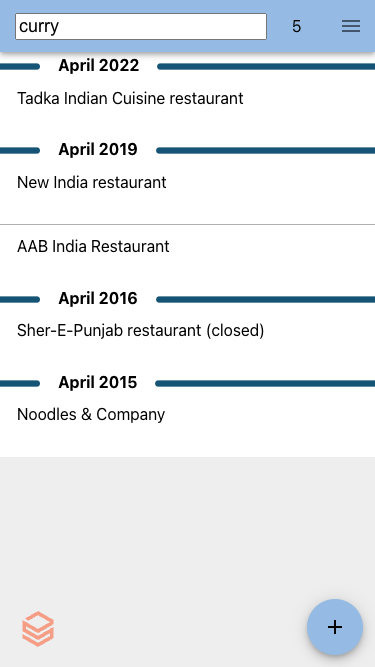 curry 5
April 2022
Tadka Indian Cuisine restaurant
April 2019
New India restaurant
AAB India Restaurant
April 2016
Sher-E-Punjab restaurant (closed)
April 2015
Noodles & Company
+